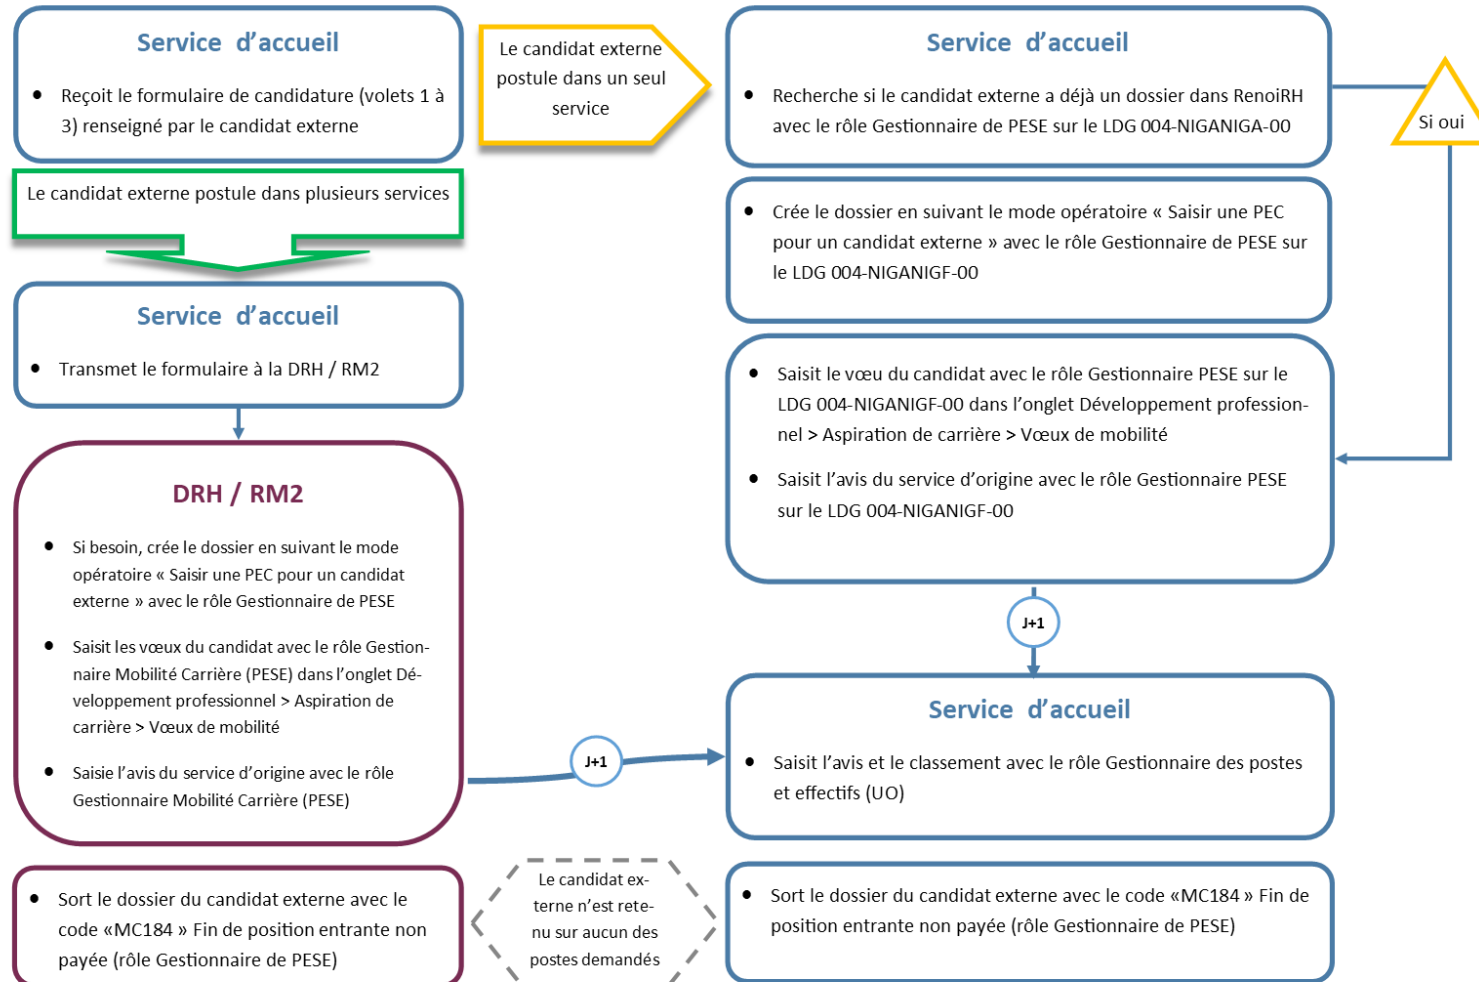 Service d'accueil
• Reçoit le formulaire de candidature (volets 1 à
3) renseigné par le candidat externe
Le candidat externe
postule dans un seul
service
Service d'accueil
• Recherche si le candidat externe a déjà un dossier dans RenoiRH
avec le rôle Gestionnaire de PESE sur le LDG 004-NIGANIGA-00
Si oui
Le candidat externe postule dans plusieurs services
• Crée le dossier en suivant le mode opératoire « Saisir une PEC
pour un candidat externe » avec le rôle Gestionnaire de PESE sur
le LDG 004-NIGANIGF-00
Service d'accueil
• Transmet le formulaire à la DRH / RM2
• Saisit le vœu du candidat avec le rôle Gestionnaire PESE sur le
LDG 004-NIGANIGF-00 dans l'onglet Développement profession-
nel > Aspiration de carrière > Vœux de mobilité
• Saisit l'avis du service d'origine avec le rôle Gestionnaire PESE
sur le LDG 004-NIGANIGF-00
DRH / RM2
• Si besoin, crée le dossier en suivant le mode
opératoire « Saisir une PEC pour un candidat
externe » avec le rôle Gestionnaire de PESE
• Saisit les vœux du candidat avec le rôle Gestion-
naire Mobilité Carrière (PESE) dans l'onglet Dé-
veloppement professionnel > Aspiration de
carrière > Vœux de mobilité
• Saisie l'avis du service d'origine avec le rôle
Gestionnaire Mobilité Carrière (PESE)
J+1
J+1
Service d'accueil
• Saisit l'avis et le classement avec le rôle Gestionnaire des postes
et effectifs (UO)
• Sort le dossier du candidat externe avec le
code «MC184 » Fin de position entrante non
payée (rôle Gestionnaire de PESE)
Le candidat ex-
terne n'est rete-
nu sur aucun des
postes demandés
• Sort le dossier du candidat externe avec le code «MC184 » Fin de
position entrante non payée (rôle Gestionnaire de PESE)